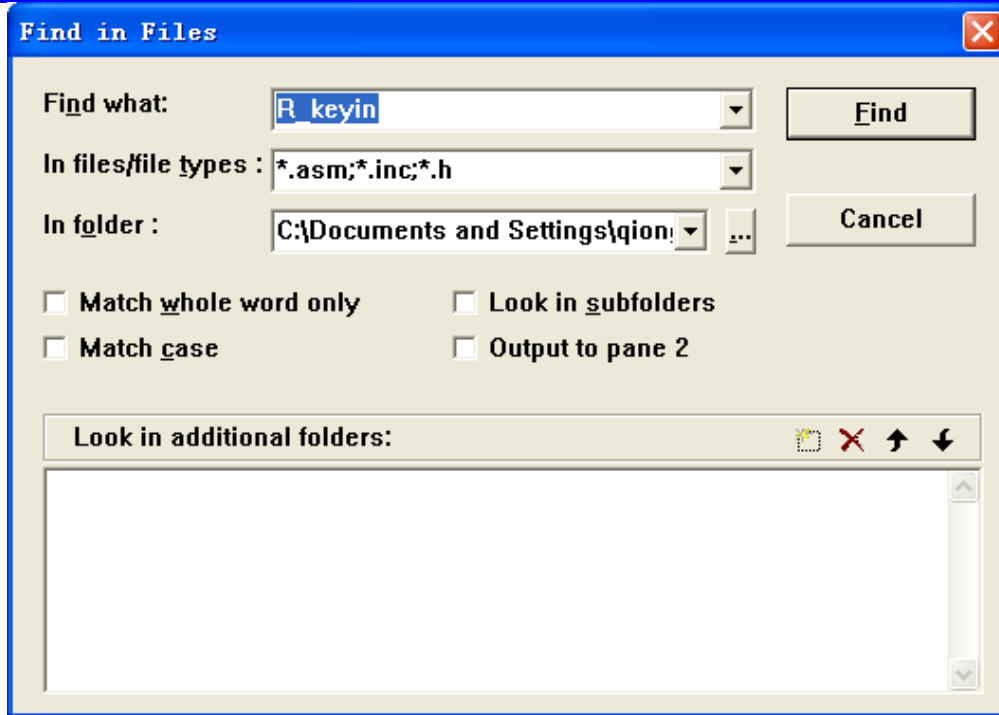 Find in Files
Find what: R_keyin Find
In files/file types : *.asm;*.inc;*.h
In folder : C:\Documents and Settings\qion ... Cancel
Match whole word only Look in subfolders
Match case Output to pane 2
Look in additional folders: